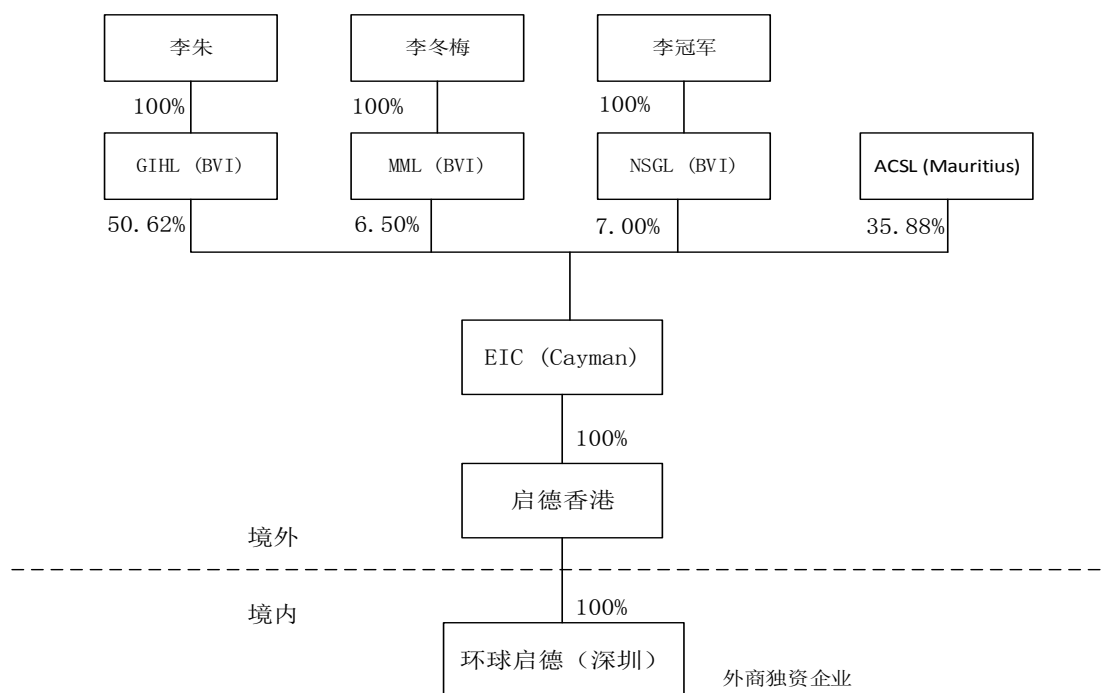 李朱 李冬梅 李冠军
100% 100% 100%
GIHL (BVI) MML (BVI) NSGL (BVI) ACSL (Mauritius)
50.62% 6.50% 7.00% 35.88%
EIC (Cayman)
100%
启德香港
境外
境内
100%
环球启德（深圳）
外商独资企业